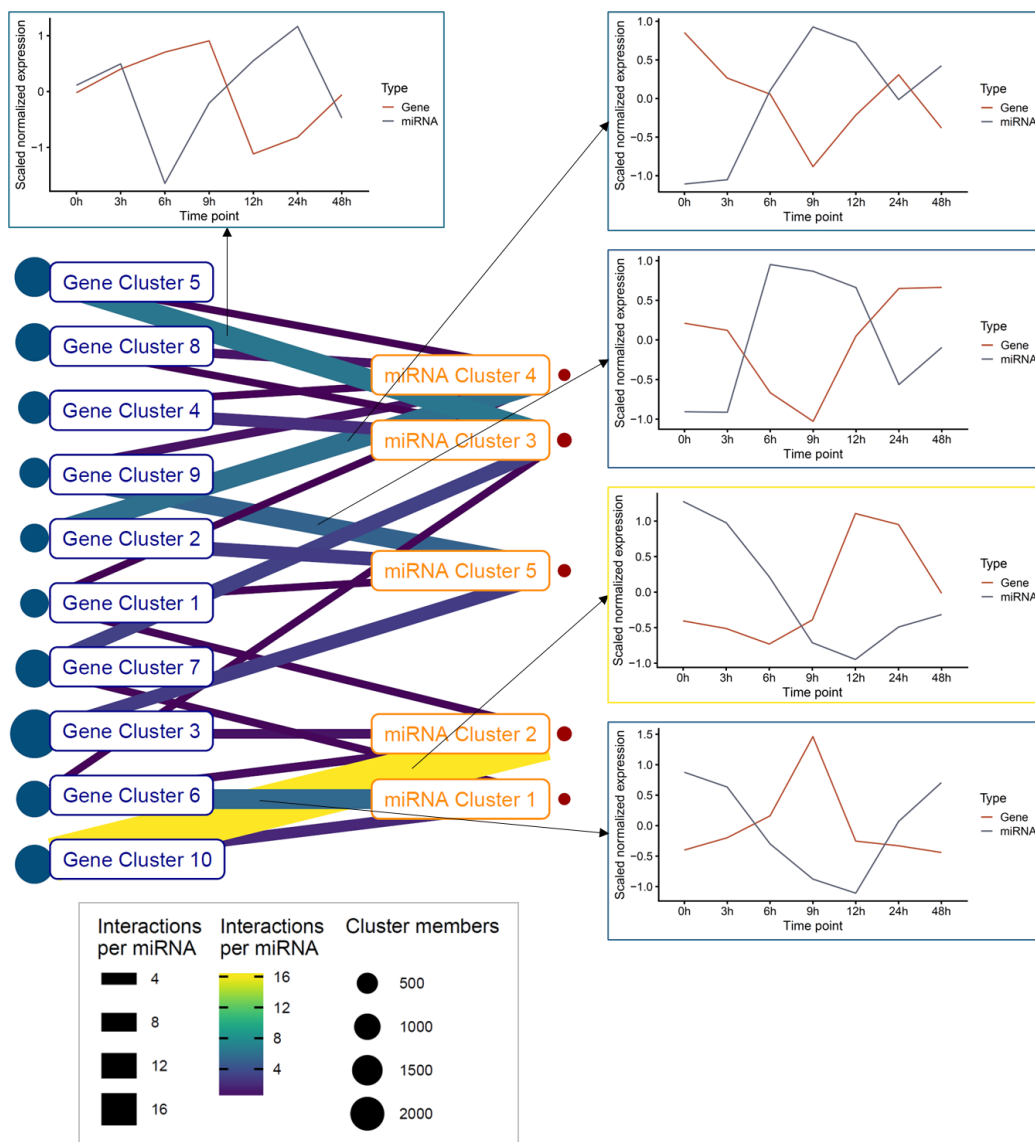 Scaled normalized expression
1
0
−1
0h 3h 6h 9h 12h 24h 48h
Time point
Type
Gene
miRNA
Scaled normalized expression
1.0
0.5
0.0
−0.5
−1.0
0h 3h 6h 9h 12h 24h 48h
Time point
Type
Gene
miRNA
Scaled normalized expression
1.0
0.5
0.0
−0.5
−1.0
0h 3h 6h 9h 12h 24h 48h
Time point
Type
Gene
miRNA
Scaled normalized expression
1.0
0.5
0.0
−0.5
−1.0
0h 3h 6h 9h 12h 24h 48h
Time point
Type
Gene
miRNA
Scaled normalized expression
1.5
1.0
0.5
0.0
−0.5
−1.0
0h 3h 6h 9h 12h 24h 48h
Time point
Type
Gene
miRNA
Gene Cluster 5
Gene Cluster 8
Gene Cluster 4
Gene Cluster 9
Gene Cluster 2
Gene Cluster 1
Gene Cluster 7
Gene Cluster 3
Gene Cluster 6
Gene Cluster 10
miRNA Cluster 4
miRNA Cluster 3
miRNA Cluster 5
miRNA Cluster 2
miRNA Cluster 1
Interactions
per miRNA
4
8
12
16
Interactions
per miRNA
16
12
8
4
Cluster members
500
1000
1500
2000